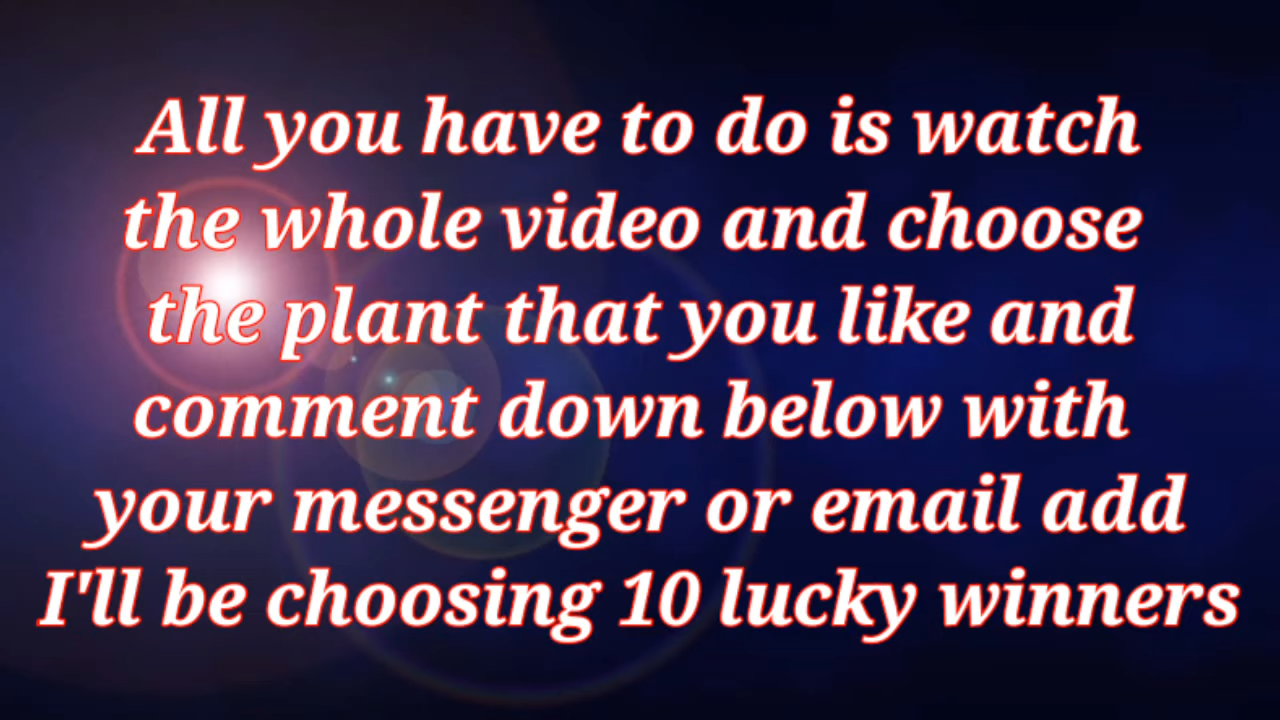 All you have to do is watch
the whole video and choose
the plant that you like and
comment down below with
your messenger or email add
I'll be choosing 10 lucky winners